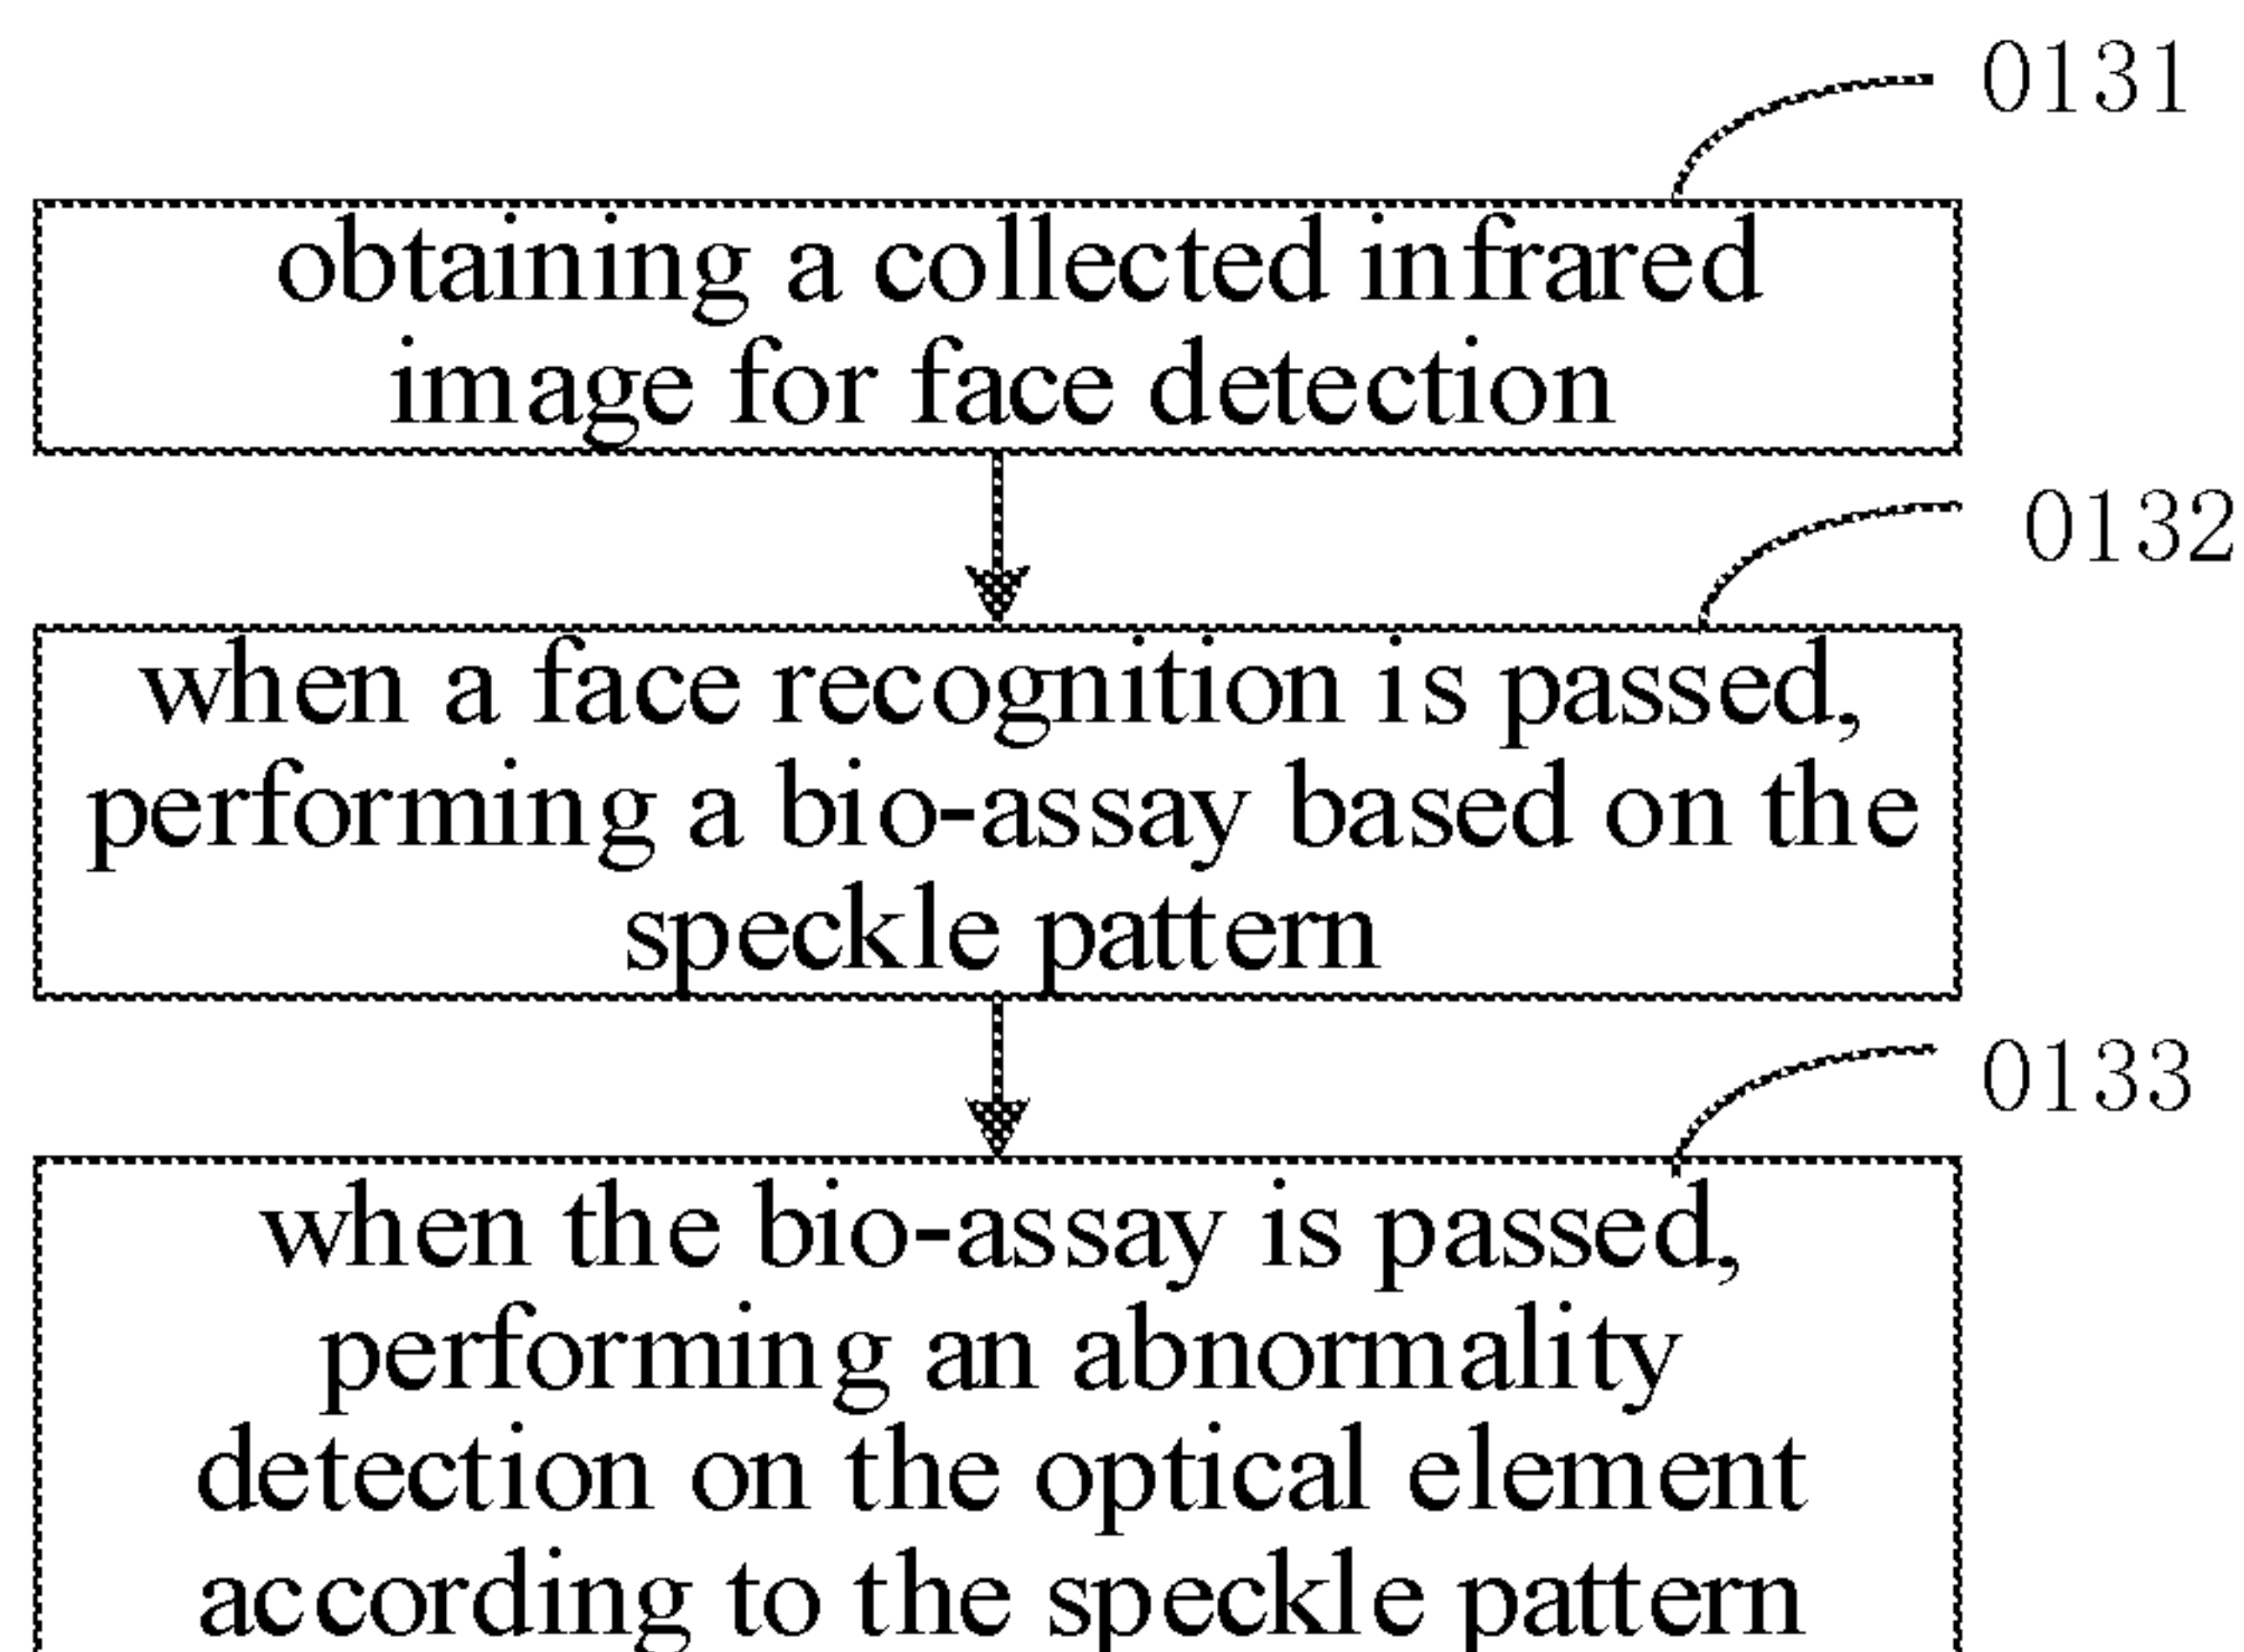 0131
obtaining a collected infrared
image for face detection
0132
when a face recognition is passed,
performing a bio-assay based on the
speckle pattern
0133
when the bio-assay is passed,
performing an abnormality
detection on the optical element
according to the speckle pattern